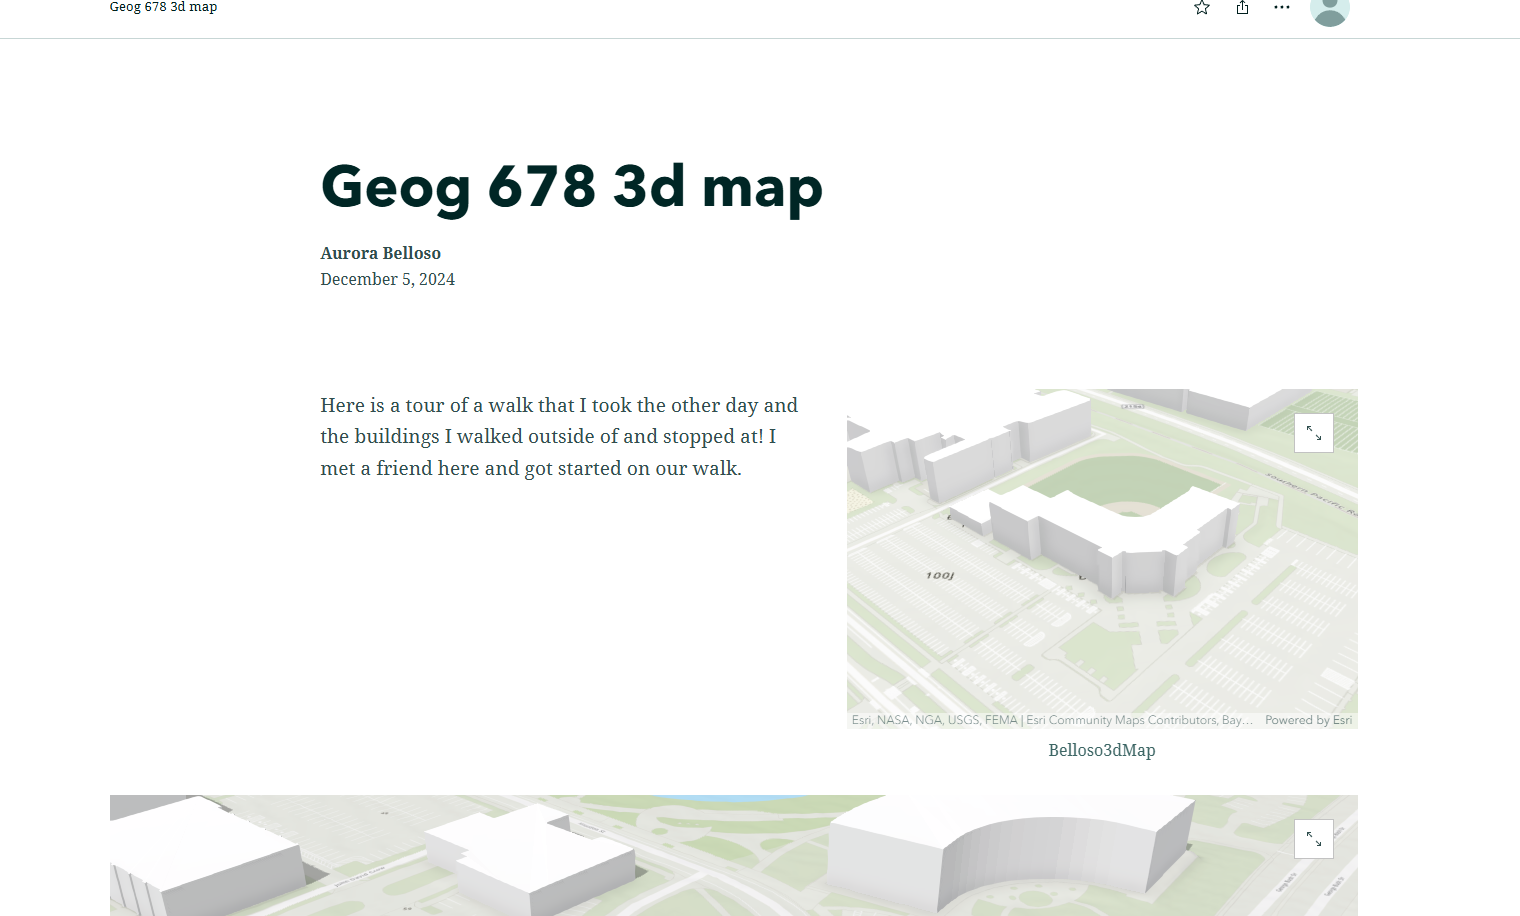 Geog 678 3d map
Geog 678 3d map
Aurora Belloso
December 5, 2024
Here is a tour of a walk that I took the other day and
the buildings I walked outside of and stopped at! I
met a friend here and got started on our walk.
Southern Pacific
100J
Esri, NASA, NGA, USGS, FEMA | Esri Community Maps Contributors, Bay... Powered by Esri
Belloso3dMap